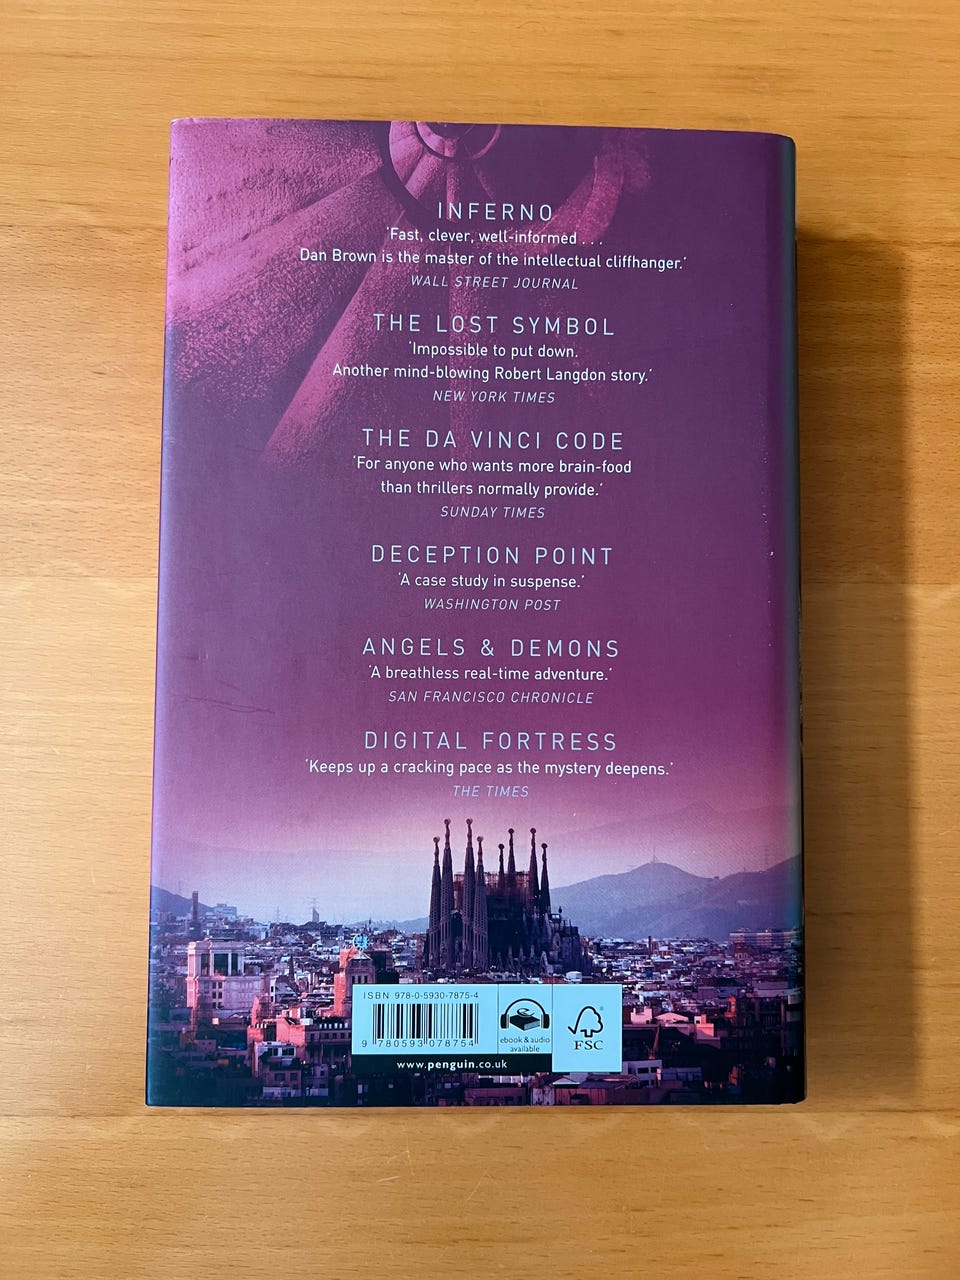 INFERNO
‘Fast, clever, well-informed . . .
Dan Brown is the master of the intellectual cliffhanger.’
WALL STREET JOURNAL
THE LOST SYMBOL
‘Impossible to put down.
Another mind-blowing Robert Langdon story.’
NEW YORK TIMES
THE DA VINCI CODE
‘For anyone who wants more brain-food
than thrillers normally provide.’
SUNDAY TIMES
DECEPTION POINT
‘A case study in suspense.’
WASHINGTON POST
ANGELS & DEMONS
‘A breathless real-time adventure.’
SAN FRANCISCO CHRONICLE
DIGITAL FORTRESS
‘Keeps up a cracking pace as the mystery deepens.’
THE TIMES
ISBN 978-0-5930-7875-4
9 780593 078754
ebook & audio
available
FSC
www.penguin.co.uk